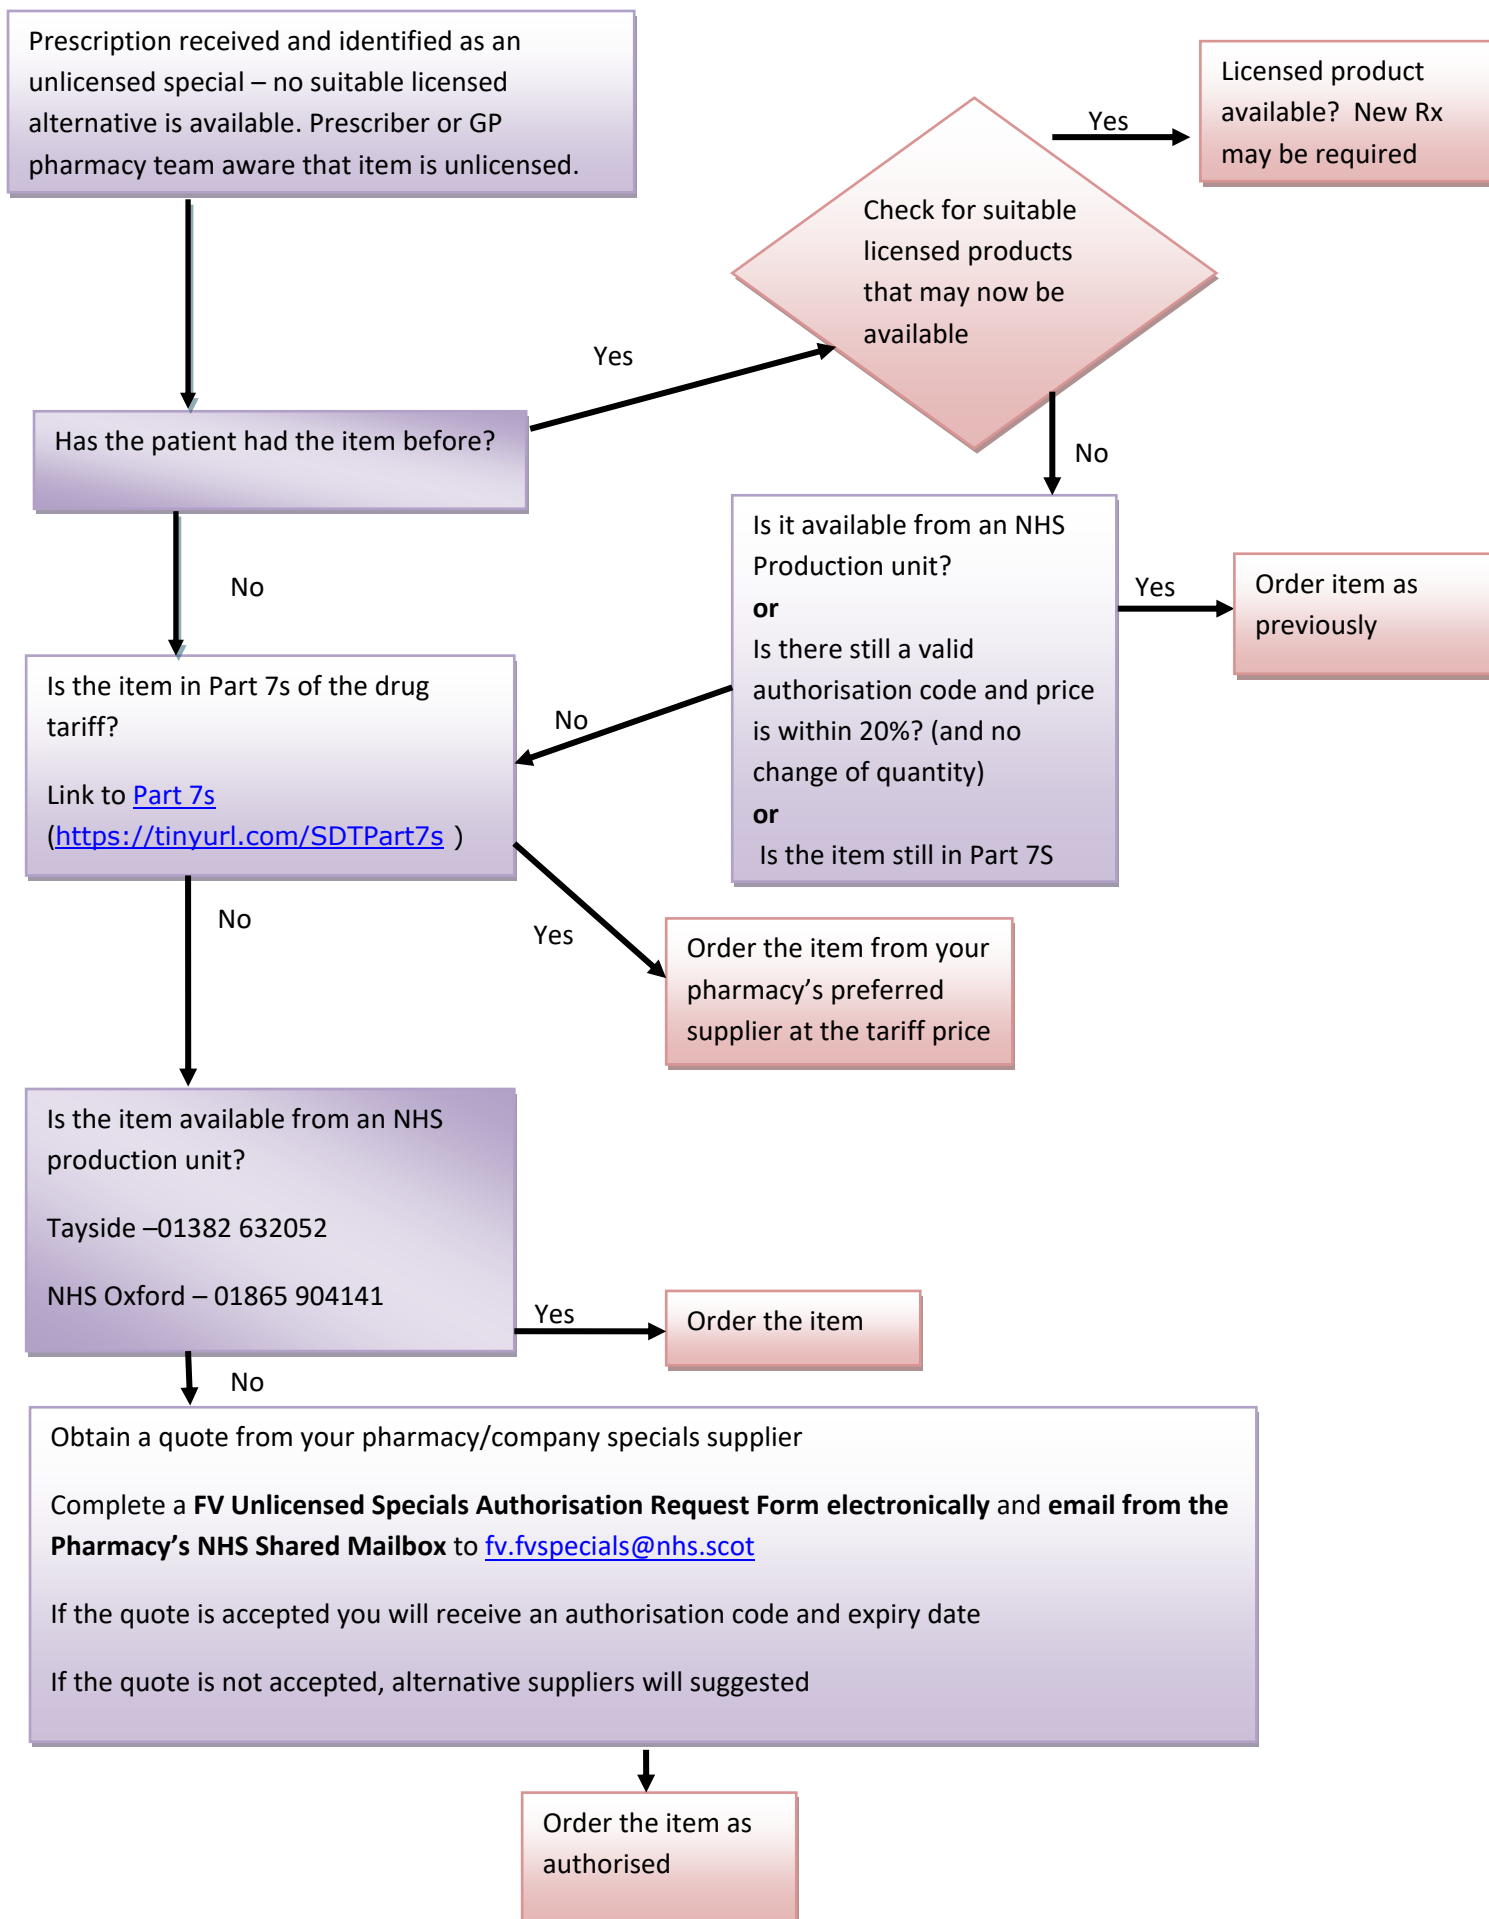 Prescription received and identified as an
unlicensed special – no suitable licensed
alternative is available. Prescriber or GP
pharmacy team aware that item is unlicensed.
Licensed product
available?  New Rx
may be required
Yes
Check for suitable
licensed products
that may now be
available
Yes
Has the patient had the item before?
No
Is it available from an NHS
Production unit?
or
Is there still a valid
authorisation code and price
is within 20%? (and no
change of quantity)
or
Is the item still in Part 7S
Yes
Order item as
previously
No
No
Is the item in Part 7s of the drug
tariff?
Link to Part 7s
(https://tinyurl.com/SDTPart7s )
No
Yes
Order the item from your
pharmacy’s preferred
supplier at the tariff price
Is the item available from an NHS
production unit?
Tayside –01382 632052
NHS Oxford – 01865 904141
Yes
Order the item
No
Obtain a quote from your pharmacy/company specials supplier
Complete a FV Unlicensed Specials Authorisation Request Form electronically and email from the
Pharmacy’s NHS Shared Mailbox to fv.fvspecials@nhs.scot
If the quote is accepted you will receive an authorisation code and expiry date
If the quote is not accepted, alternative suppliers will suggested
Order the item as
authorised